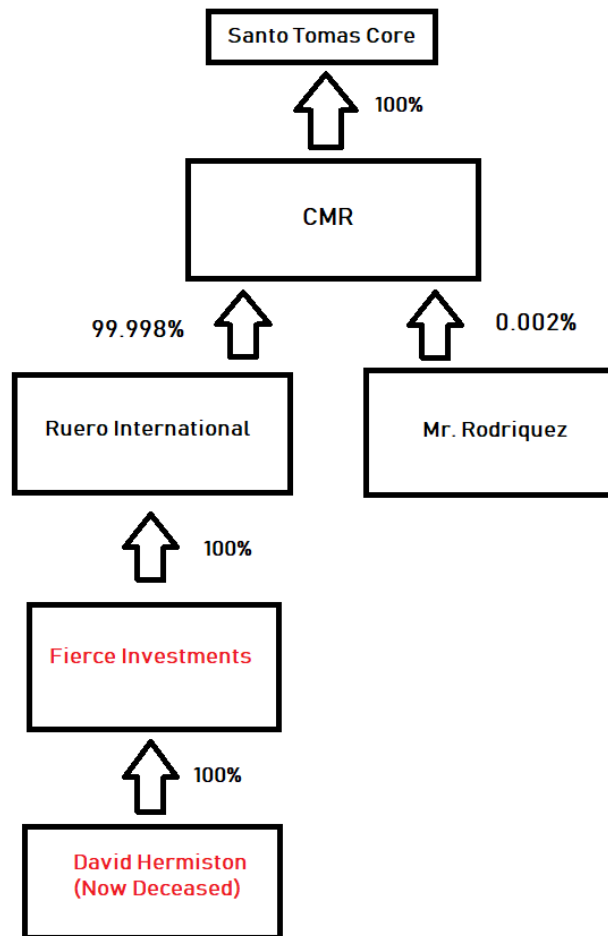 Santo Tomas Core
100%
CMR
99.998%
0.002%
Ruero International
Mr. Rodriquez
100%
Fierce Investments
100%
David Hermiston
(Now Deceased)